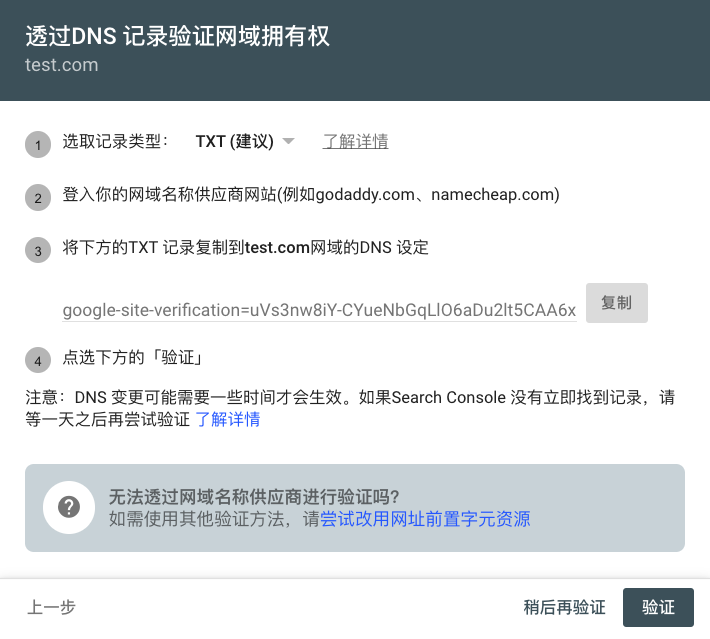 透过DNS 记录验证网域拥有权
test.com
1 选取记录类型： TXT (建议) 了解详情
2 登入你的网域名称供应商网站(例如godaddy.com、namecheap.com)
3 将下方的TXT 记录复制到test.com网域的DNS 设定
google-site-verification=uVs3nw8iY-CYueNbGqLlO6aDu2lt5CAA6x 复制
4 点选下方的「验证」
注意：DNS 变更可能需要一些时间才会生效。如果Search Console 没有立即找到记录，请
等一天之后再尝试验证 了解详情
? 无法透过网域名称供应商进行验证吗?
如需使用其他验证方法，请尝试改用网址前置字元资源
上一步 稍后再验证 验证